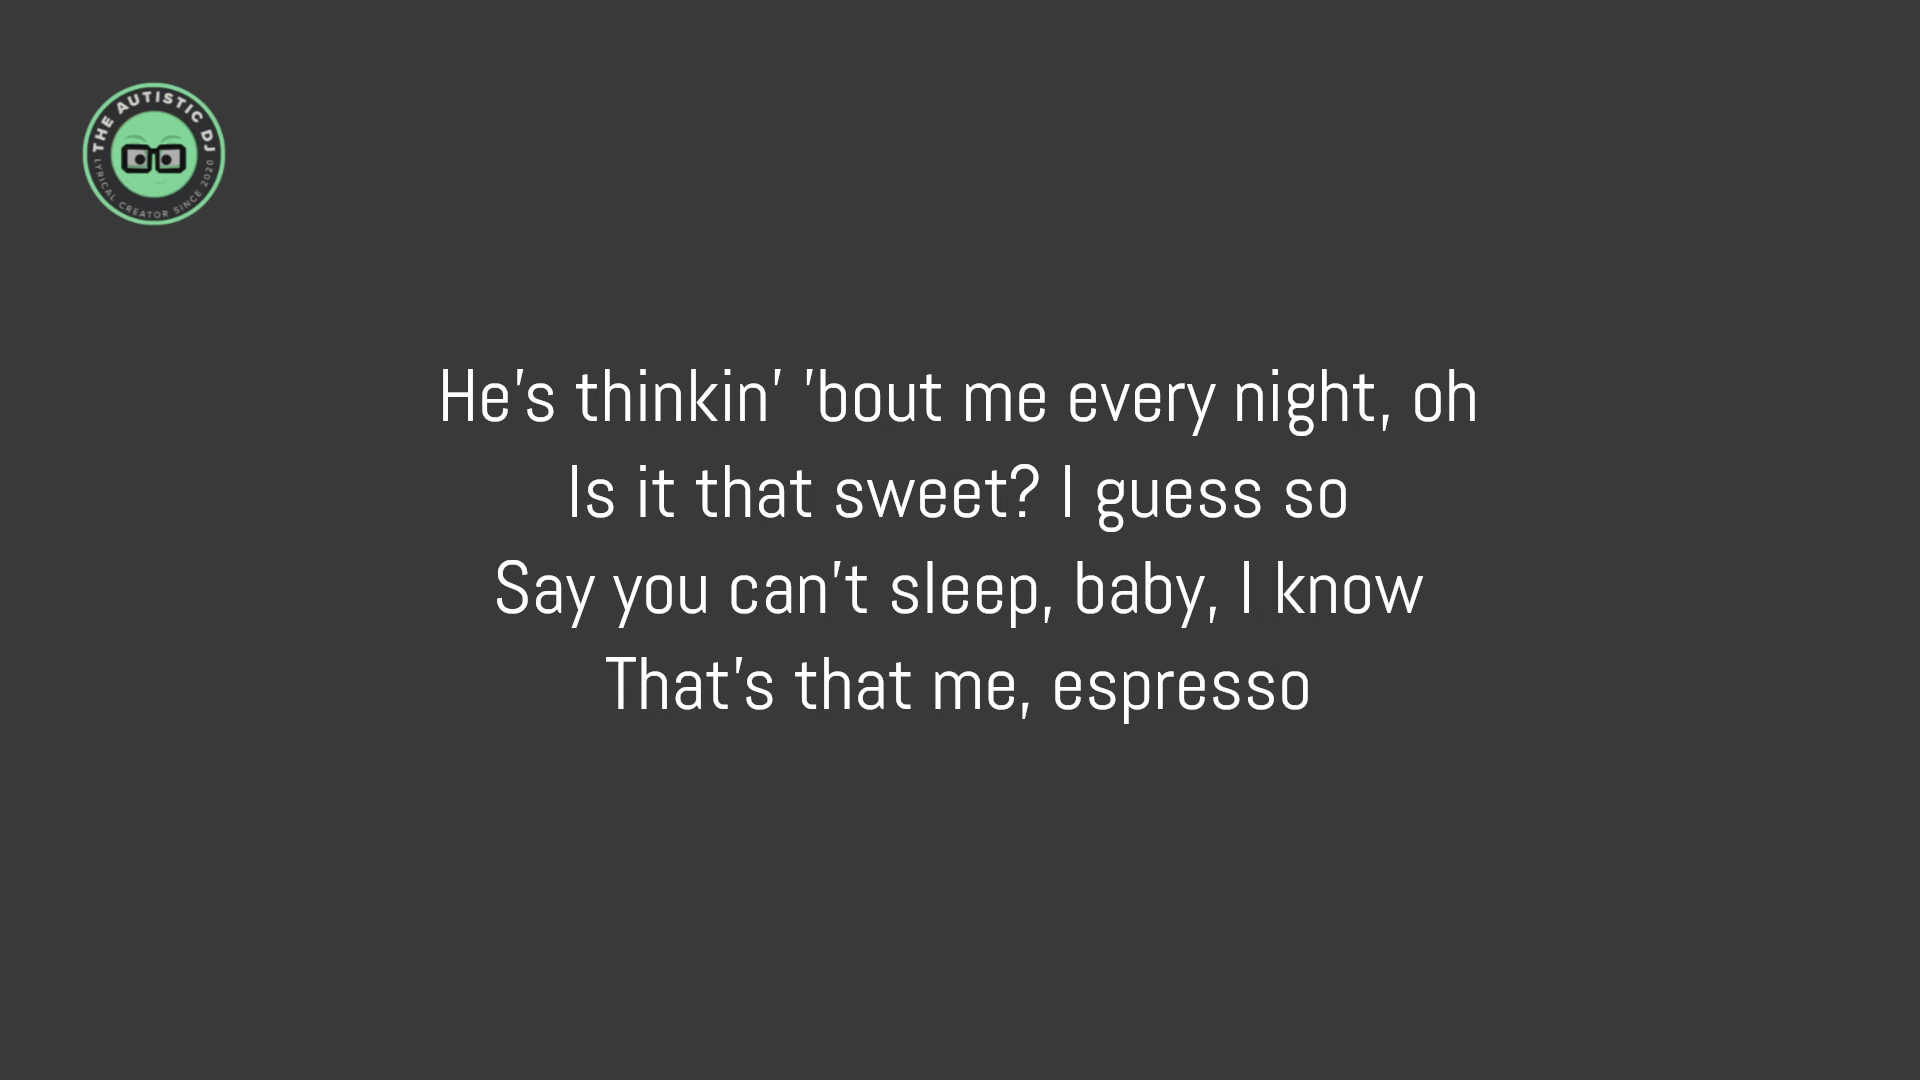 THE AUTISTIC DJ
LYRICAL CREATOR SINCE 2020
He's thinkin' 'bout me every night, oh
Is it that sweet? I guess so
Say you can't sleep, baby, I know
That's that me, espresso